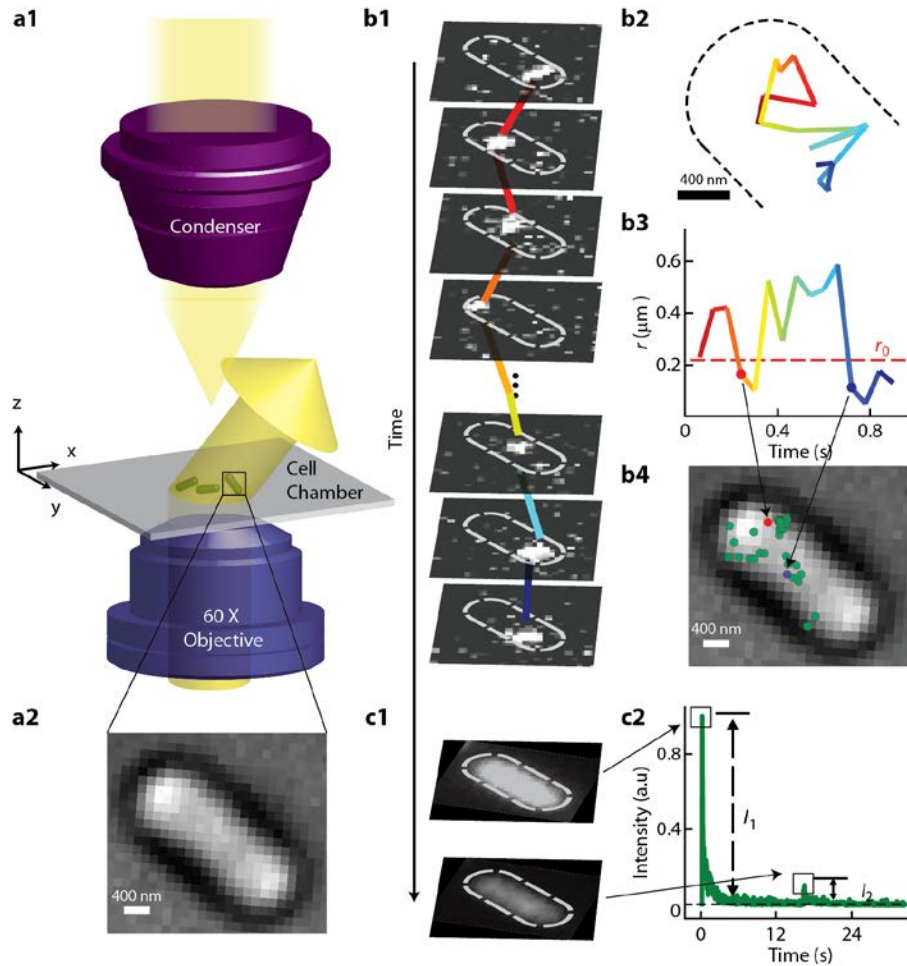 a1
Condenser
z
x
y
Cell
Chamber
60 X
Objective
a2
400 nm
b1
Time
b2
400 nm
b3
0.6
0.4
0.2
r (μm)
r0
0
0.4
0.8
Time (s)
b4
400 nm
c1
c2
0.8
0.4
0
Intensity (a.u)
I1
I2
0
12
24
Time (s)